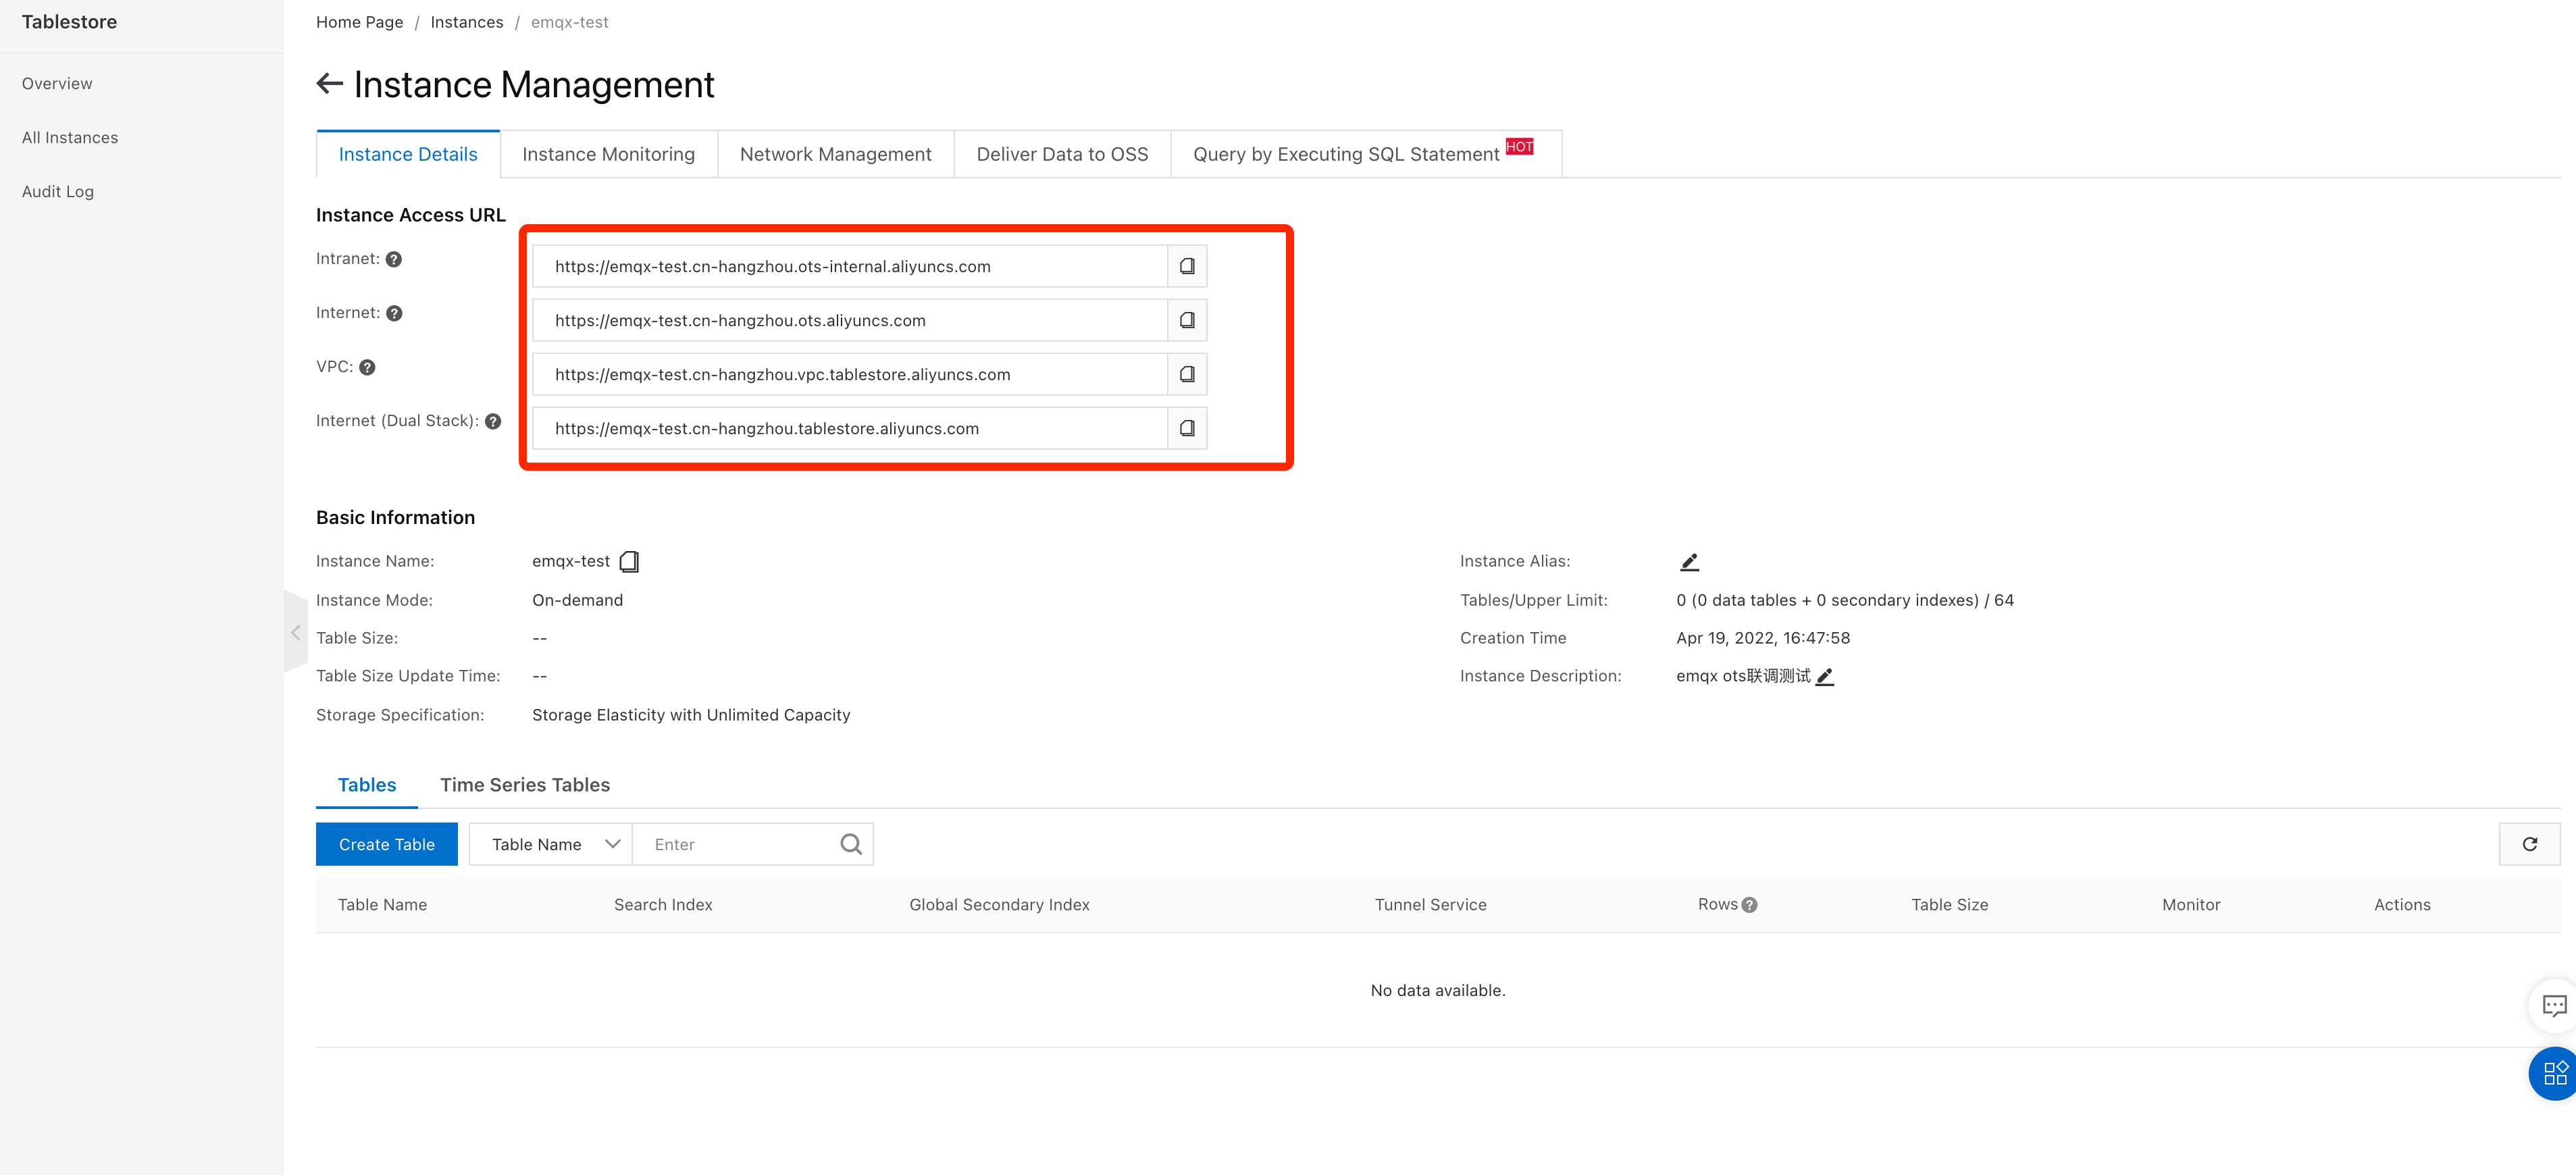 Tablestore
Overview
All Instances
Audit Log
Home Page / Instances / emqx-test
Instance Management
Instance Details Instance Monitoring Network Management Deliver Data to OSS Query by Executing SQL Statement HOT
Instance Access URL
Intranet: https://emqx-test.cn-hangzhou.ots-internal.aliyuncs.com
Internet: https://emqx-test.cn-hangzhou.ots.aliyuncs.com
VPC: https://emqx-test.cn-hangzhou.vpc.tablestore.aliyuncs.com
Internet (Dual Stack): https://emqx-test.cn-hangzhou.tablestore.aliyuncs.com
Basic Information
Instance Name: emqx-test Instance Alias:
Instance Mode: On-demand Tables/Upper Limit: 0 (0 data tables + 0 secondary indexes) / 64
Table Size: -- Creation Time Apr 19, 2022, 16:47:58
Table Size Update Time: -- Instance Description: emqx ots联调测试
Storage Specification: Storage Elasticity with Unlimited Capacity
Tables Time Series Tables
Create Table Table Name Enter
Table Name Search Index Global Secondary Index Tunnel Service Rows Table Size Monitor Actions
No data available.